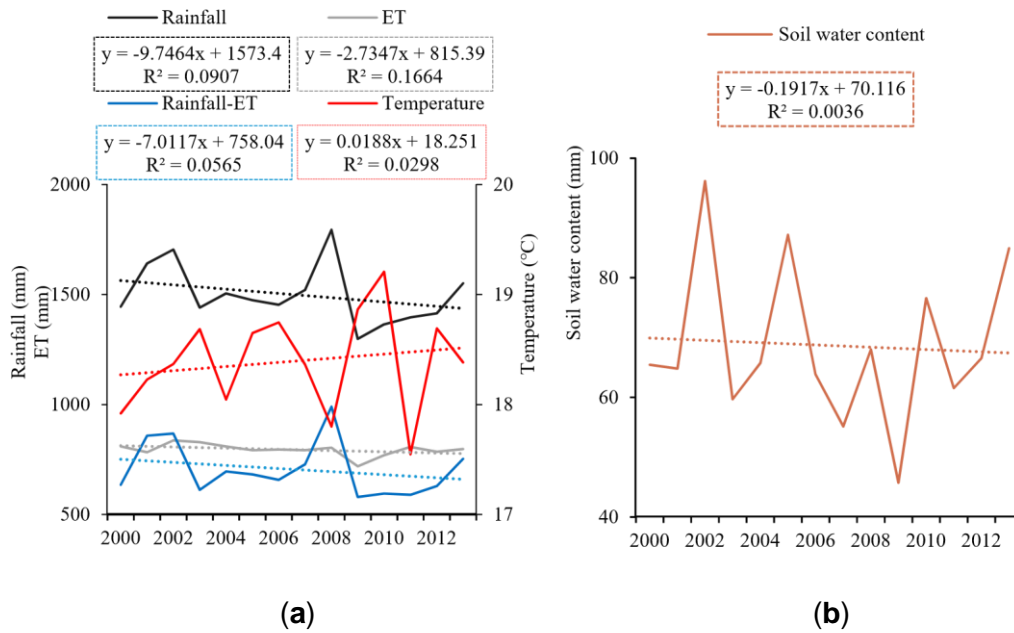 Rainfall
ET
y = -9.7464x + 1573.4
R² = 0.0907
y = -2.7347x + 815.39
R² = 0.1664
Rainfall-ET
Temperature
y = -7.0117x + 758.04
R² = 0.0565
y = 0.0188x + 18.251
R² = 0.0298
2000
1500
1000
500
Rainfall (mm)
ET (mm)
20
19
18
17
Temperature (°C)
2000 2002 2004 2006 2008 2010 2012
(a)
Soil water content
y = -0.1917x + 70.116
R² = 0.0036
100
80
60
40
Soil water content (mm)
2000 2002 2004 2006 2008 2010 2012
(b)